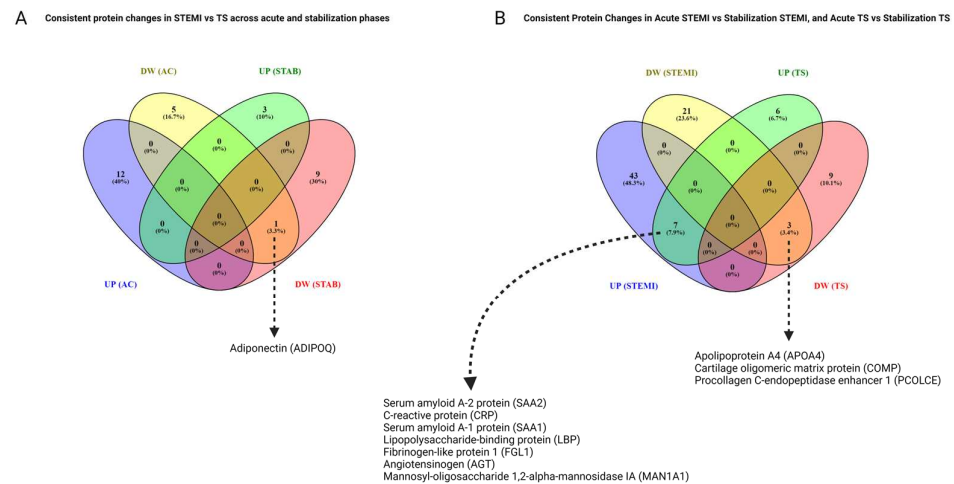 A
Consistent protein changes in STEMI vs TS across acute and stabilization phases
DW (AC)
UP (STAB)
5
(16.7%)
3
(10%)
0
(0%)
0
(0%)
0
(0%)
12
(40%)
0
(0%)
0
(0%)
9
(30%)
0
(0%)
0
(0%)
1
(3.3%)
0
(0%)
0
(0%)
0
(0%)
UP (AC)
DW (STAB)
Adiponectin (ADIPOQ)
B
Consistent Protein Changes in Acute STEMI vs Stabilization STEMI, and Acute TS vs Stabilization TS
DW (STEMI)
UP (TS)
21
(23.6%)
6
(6.7%)
0
(0%)
0
(0%)
0
(0%)
43
(48.3%)
0
(0%)
0
(0%)
9
(10.1%)
7
(7.9%)
0
(0%)
3
(3.4%)
0
(0%)
0
(0%)
0
(0%)
UP (STEMI)
DW (TS)
Apolipoprotein A4 (APOA4)
Cartilage oligomeric matrix protein (COMP)
Procollagen C-endopeptidase enhancer 1 (PCOLCE)
Serum amyloid A-2 protein (SAA2)
C-reactive protein (CRP)
Serum amyloid A-1 protein (SAA1)
Lipopolysaccharide-binding protein (LBP)
Fibrinogen-like protein 1 (FGL1)
Angiotensinogen (AGT)
Mannosyl-oligosaccharide 1,2-alpha-mannosidase IA (MAN1A1)